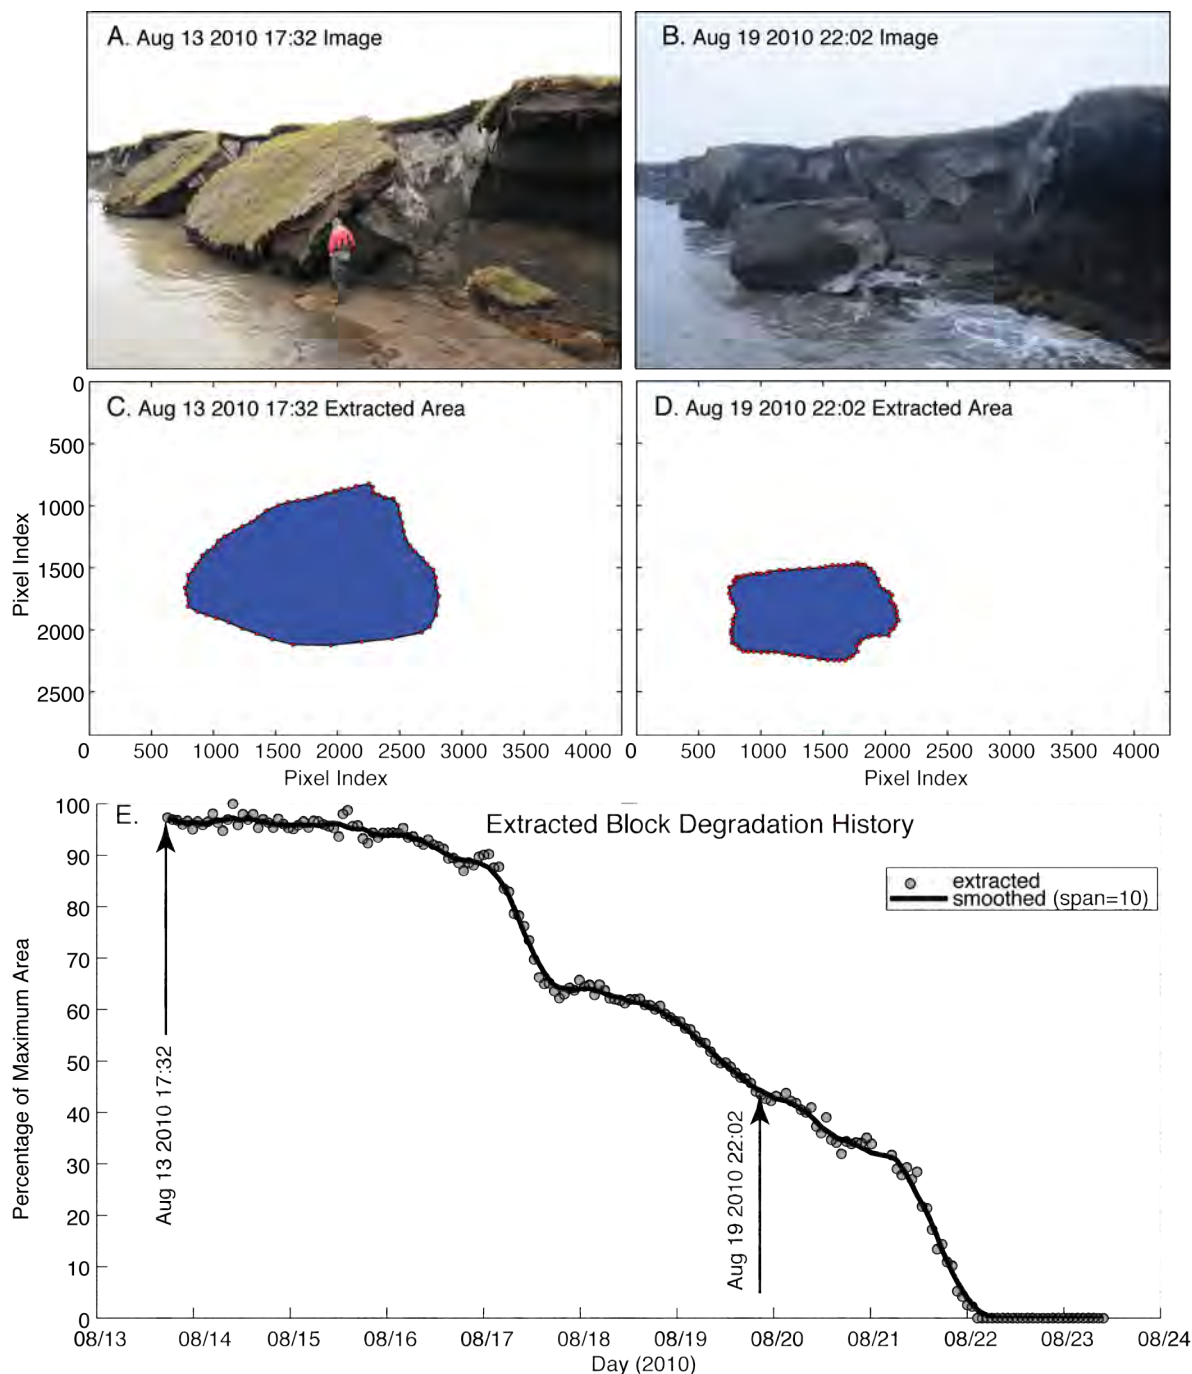 A. Aug 13 2010 17:32 Image
B. Aug 19 2010 22:02 Image
C. Aug 13 2010 17:32 Extracted Area
D. Aug 19 2010 22:02 Extracted Area
0
500
1000
1500
2000
2500
Pixel Index
0 500 1000 1500 2000 2500 3000 3500 4000
0 500 1000 1500 2000 2500 3000 3500 4000
Pixel Index
Pixel Index
E.
Extracted Block Degradation History
extracted
smoothed (span=10)
100
90
80
70
60
50
40
30
20
10
0
Percentage of Maximum Area
Aug 13 2010 17:32
Aug 19 2010 22:02
08/13 08/14 08/15 08/16 08/17 08/18 08/19 08/20 08/21 08/22 08/23 08/24
Day (2010)